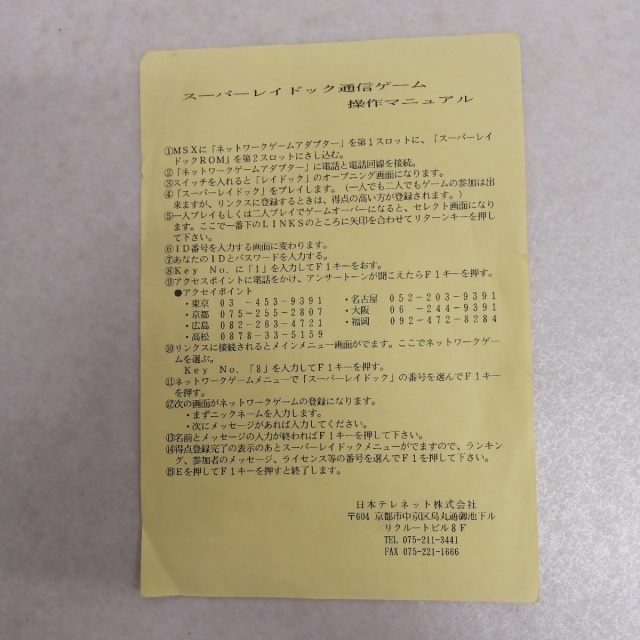 スーパーレイドック通信ゲーム
操作マニュアル
①MSXに「ネットワークゲームアダプター」を第1スロットに、「スーパーレイ
ドックROM」を第2スロットにさし込む。
②「ネットワークゲームアダプター」に電話と電話回線を接続。
③スイッチを入れると「レイドック」のオープニング画面になります。
④「スーパーレイドック」をプレイします。(一人でも二人でもゲームの参加は出
来ますが、リンクスに登録するときは、得点の高い方が登録されます。)
⑤一人プレイもしくは二人プレイでゲームオーバーになると、セレクト画面になり
ます。ここで一番下のLINKSのところに矢印を合わせてリターンキーを押し
て下さい。
⑥ID番号を入力する画面に変わります。
⑦あなたのIDとパスワードを入力する。
⑧Key No.に「1」を入力してF1キーをおす。
⑨アクセスポイントに電話をかけ、アンサートーンが聞こえたらF1キーを押す。
●アクセイポイント
・東京 03-453-9391 ・名古屋 052-203-9391
・京都 075-255-2807 ・大阪 06-244-9391
・広島 082-263-4721 ・福岡 092-472-8284
・高松 0878-33-5159
⑩リンクスに接続されるとメインメニュー画面がでます。ここでネットワークゲー
ムを選ぶ。
Key No.「8」を入力してF1キーを押す。
⑪ネットワークゲームメニューで「スーパーレイドック」の番号を選んでF1キー
を押す。
⑫次の画面がネットワークゲームの登録になります。
・まずニックネームを入力します。
・次にメッセージがあれば入力してください。
⑬名前とメッセージの入力が終わればF1キーを押して下さい。
⑭得点登録完了の表示のあとスーパーレイドックメニューがでますので、ランキン
グ、参加者のメッセージ、ライセンス等の番号を選んでF1を押して下さい。
⑮Eを押してF1キーを押すと終了します。
日本テレネット株式会社
〒604 京都市中京区烏丸通御池下ル
リクルートビル8F
TEL 075-211-3441
FAX 075-221-1666